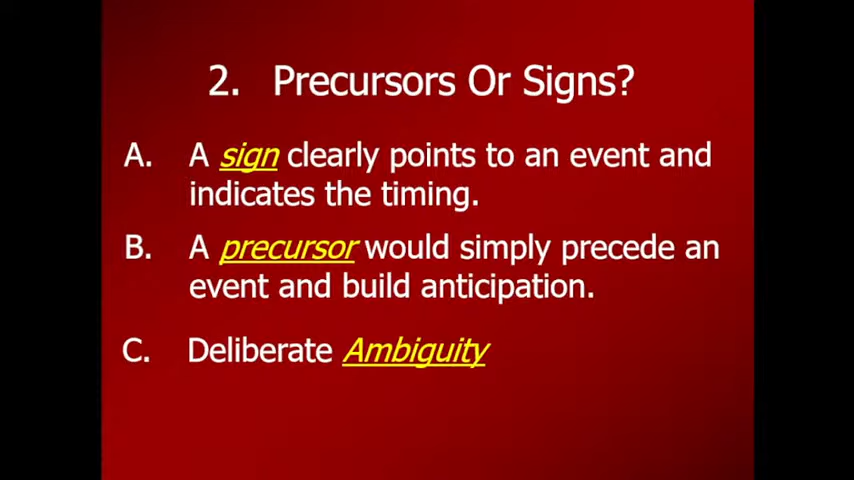 2. Precursors Or Signs?
A. A sign clearly points to an event and
indicates the timing.
B. A precursor would simply precede an
event and build anticipation.
C. Deliberate Ambiguity